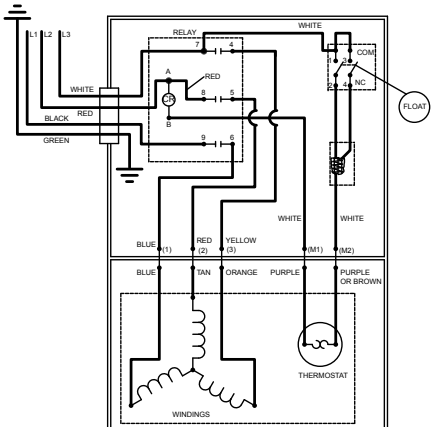 WHITE
RELAY
L1 L2 L3
7 4
1 3 COM
A
RED
WHITE
CR
8 5
2 4 NC
RED
FLOAT
B
BLACK
9 6
GREEN
WHITE WHITE
BLUE (1) RED (2) YELLOW (3) (M1) (M2)
BLUE TAN ORANGE PURPLE PURPLE OR BROWN
THERMOSTAT
WINDINGS